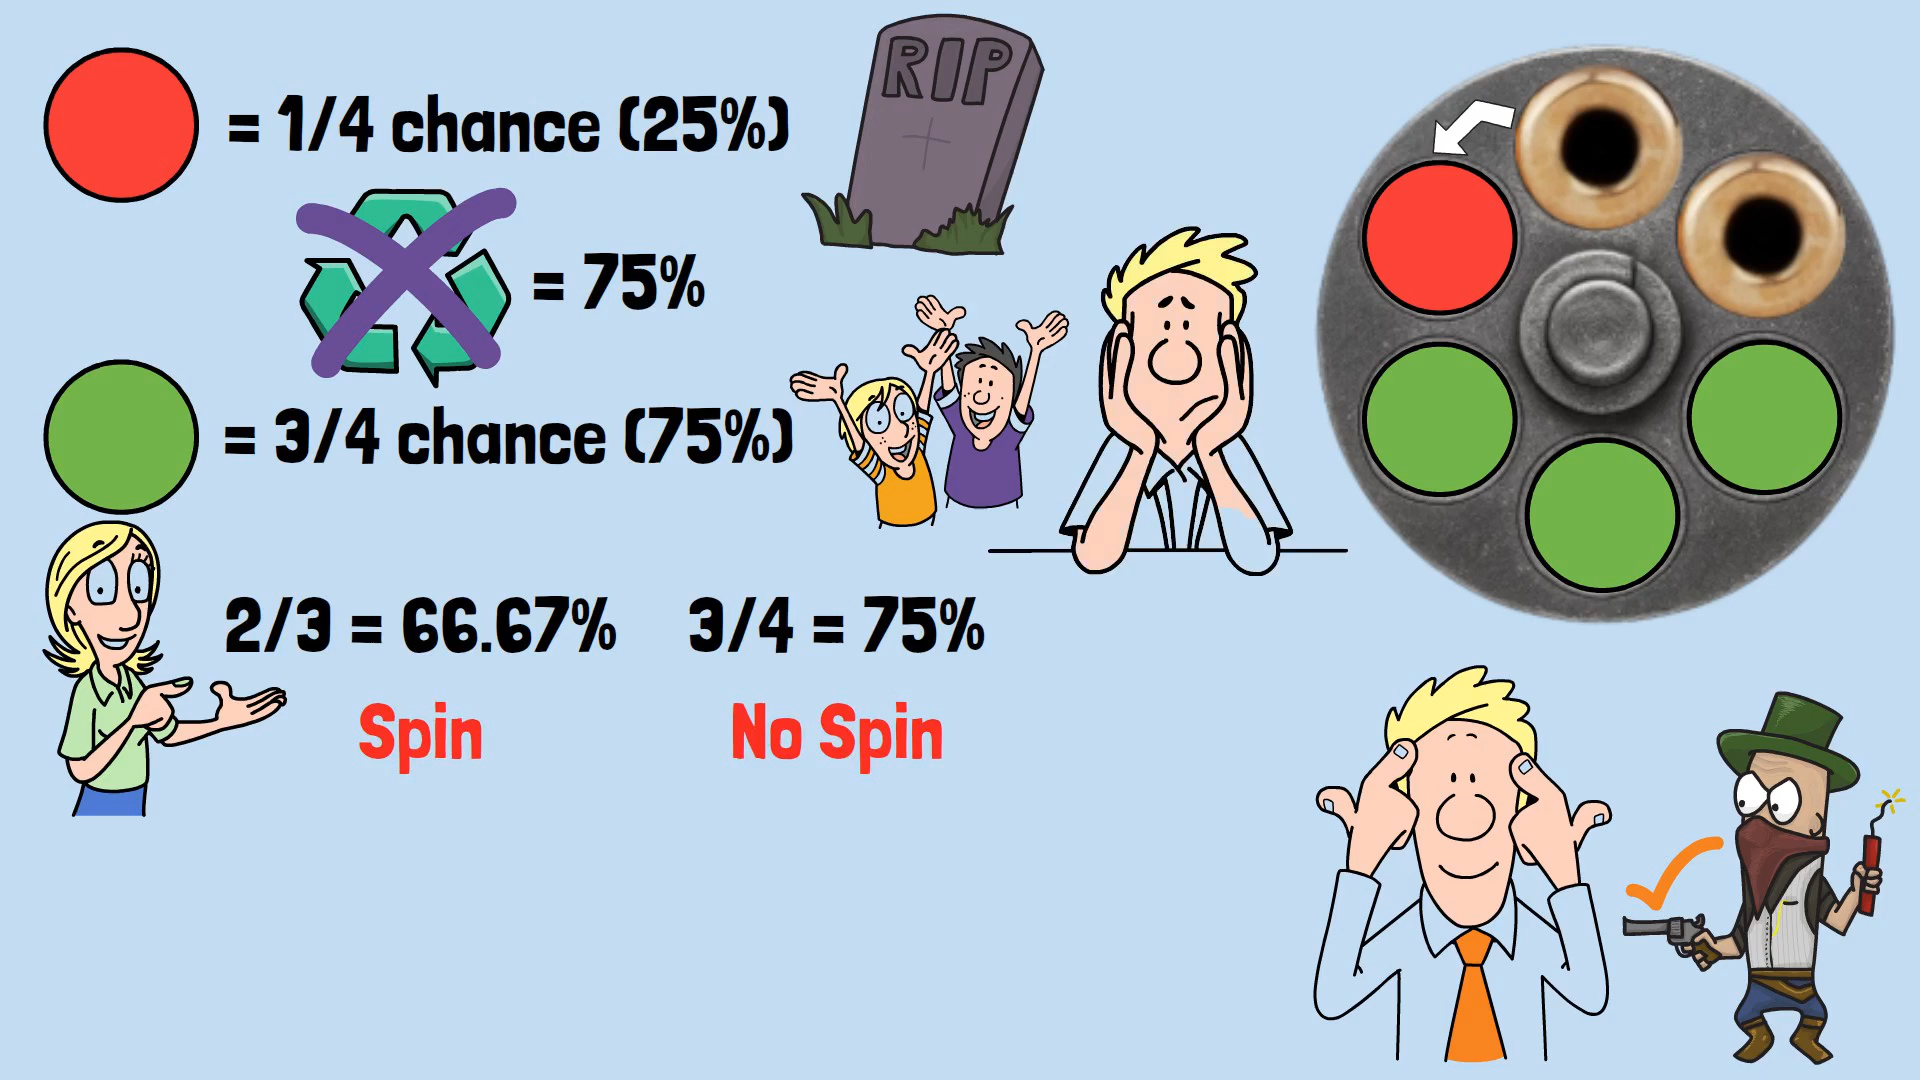 RIP
= 1/4 chance (25%)
= 75%
= 3/4 chance (75%)
2/3 = 66.67%
3/4 = 75%
Spin
No Spin